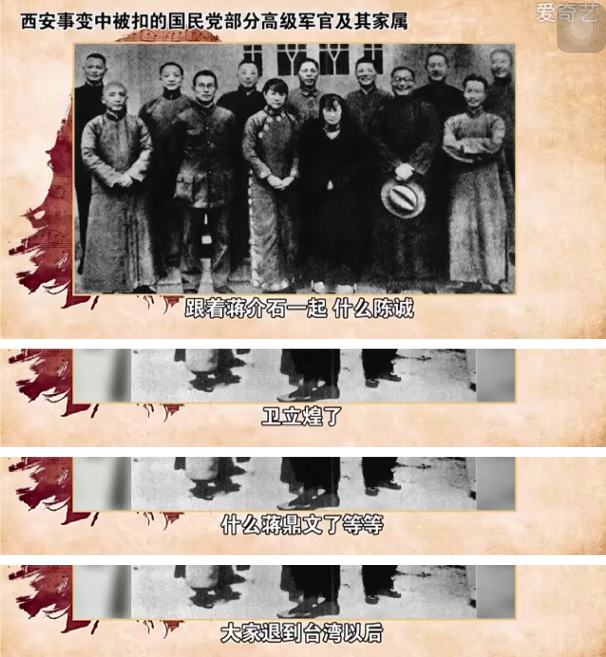 西安事变中被扣的国民党部分高级军官及其家属
爱奇艺
跟着蒋介石一起 什么陈诚
卫立煌了
什么蒋鼎文了等等
大家退到台湾以后